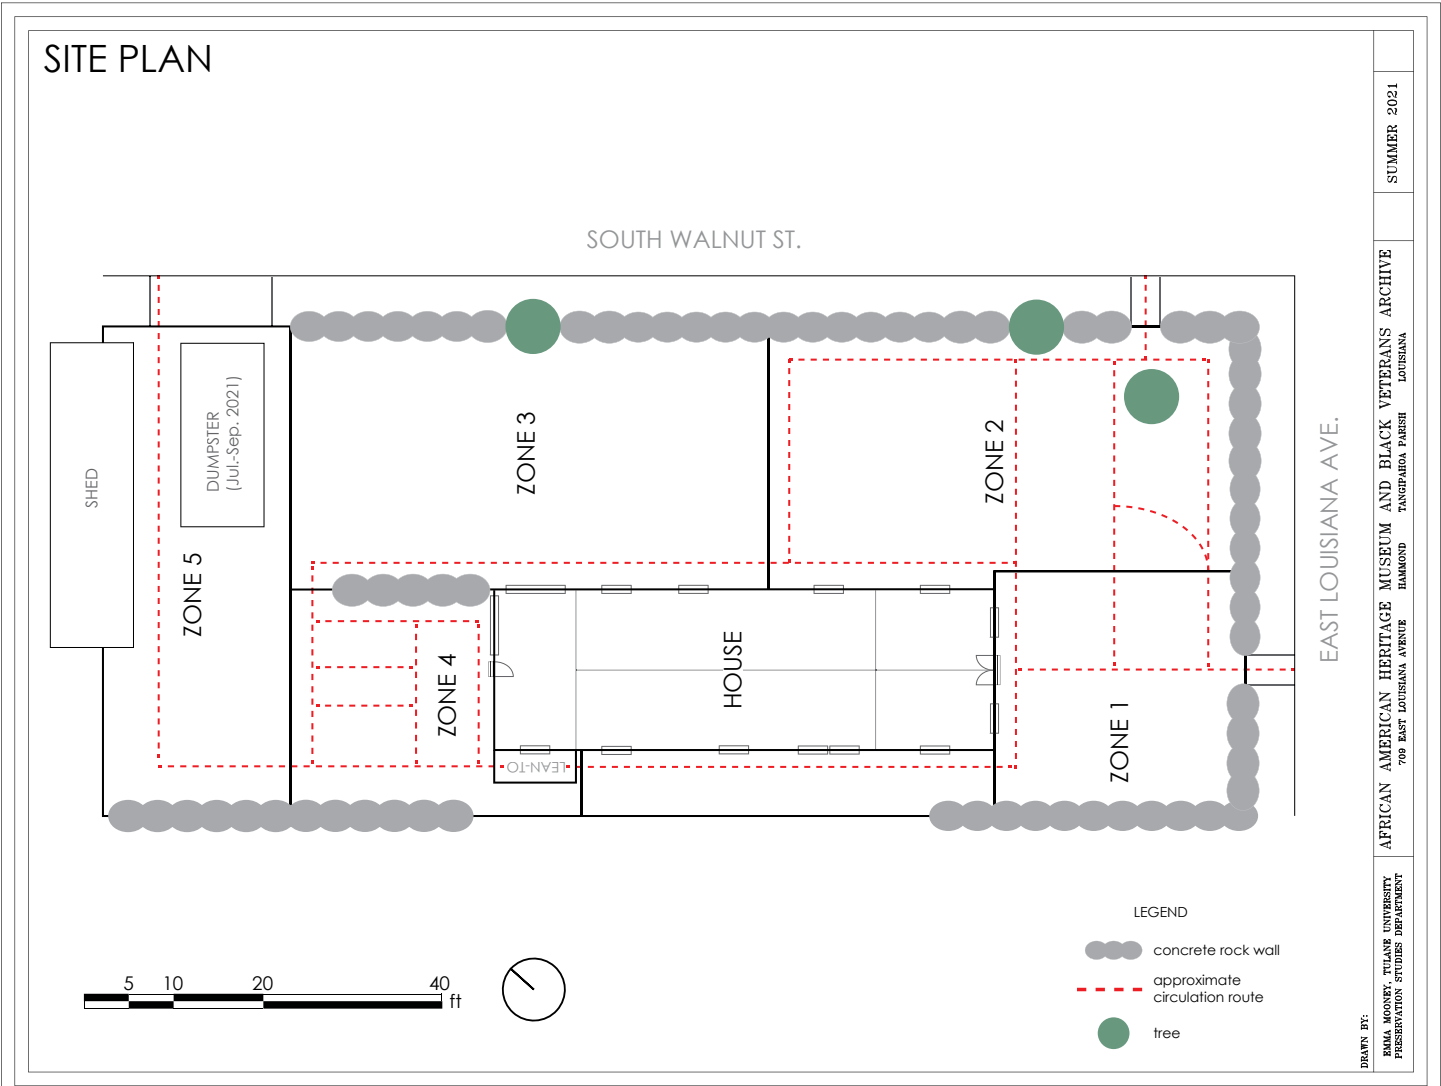 SITE PLAN
SOUTH WALNUT ST.
EAST LOUISIANA AVE.
SHED
DUMPSTER
(Jul.-Sep. 2021)
ZONE 5
ZONE 3
ZONE 2
ZONE 4
HOUSE
ZONE 1
LEAN-TO
LEGEND
concrete rock wall
approximate
circulation route
tree
5 10 20 40
ft
SUMMER 2021
AFRICAN AMERICAN HERITAGE MUSEUM AND BLACK VETERANS ARCHIVE
709 EAST LOUISIANA AVENUE HAMMOND TANGIPAHOA PARISH LOUISIANA
DRAWN BY:
EMMA MOONEY, TULANE UNIVERSITY
PRESERVATION STUDIES DEPARTMENT